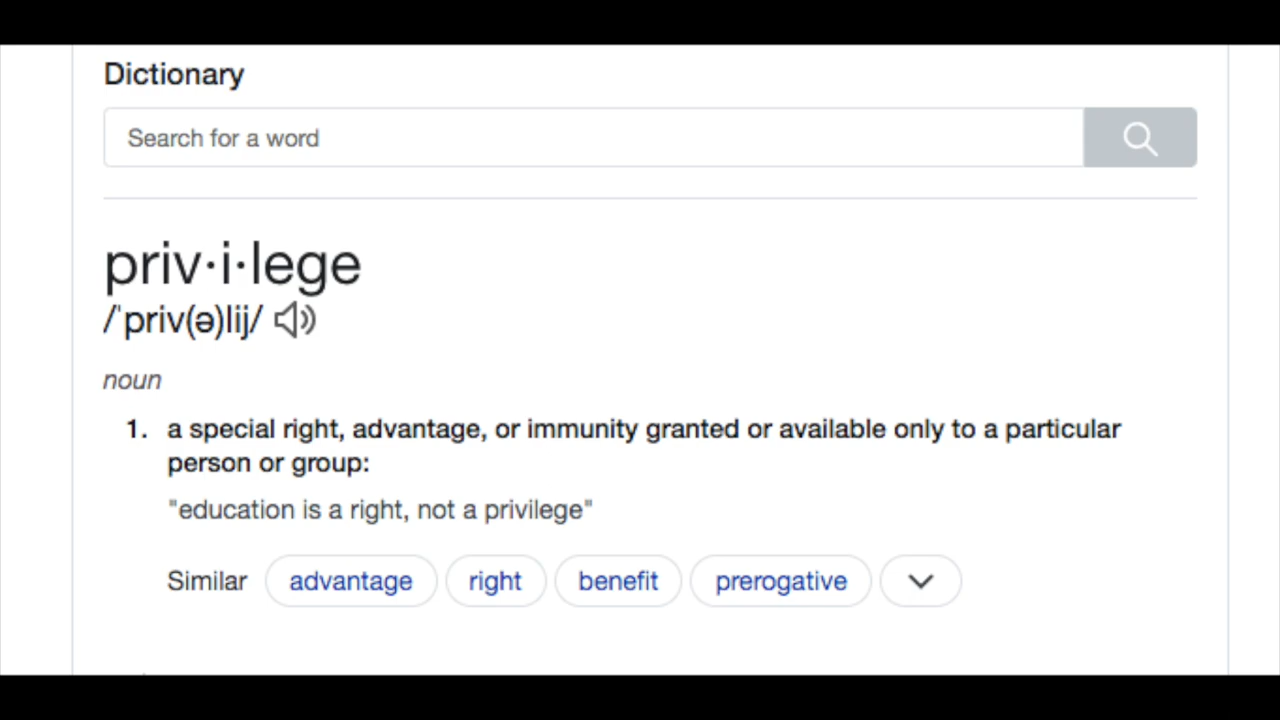 Dictionary
Search for a word
priv·i·lege
/ˈpriv(ə)lij/
noun
1. a special right, advantage, or immunity granted or available only to a particular
person or group:
"education is a right, not a privilege"
Similar advantage right benefit prerogative